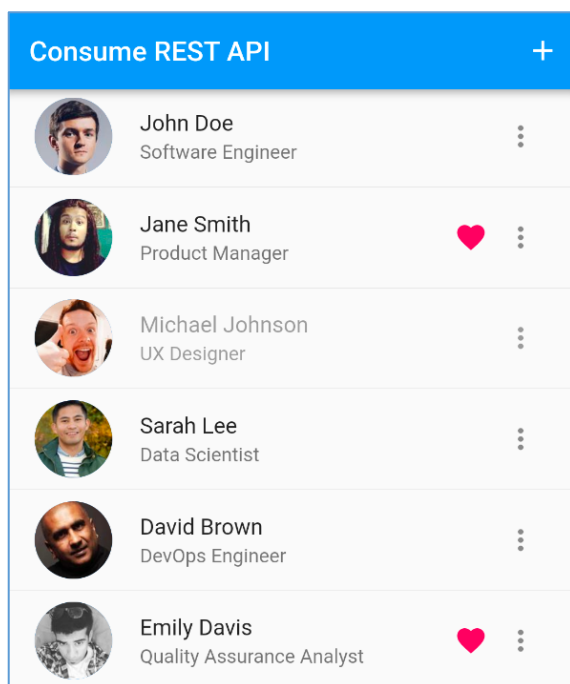 Consume REST API
John Doe
Software Engineer
Jane Smith
Product Manager
Michael Johnson
UX Designer
Sarah Lee
Data Scientist
David Brown
DevOps Engineer
Emily Davis
Quality Assurance Analyst